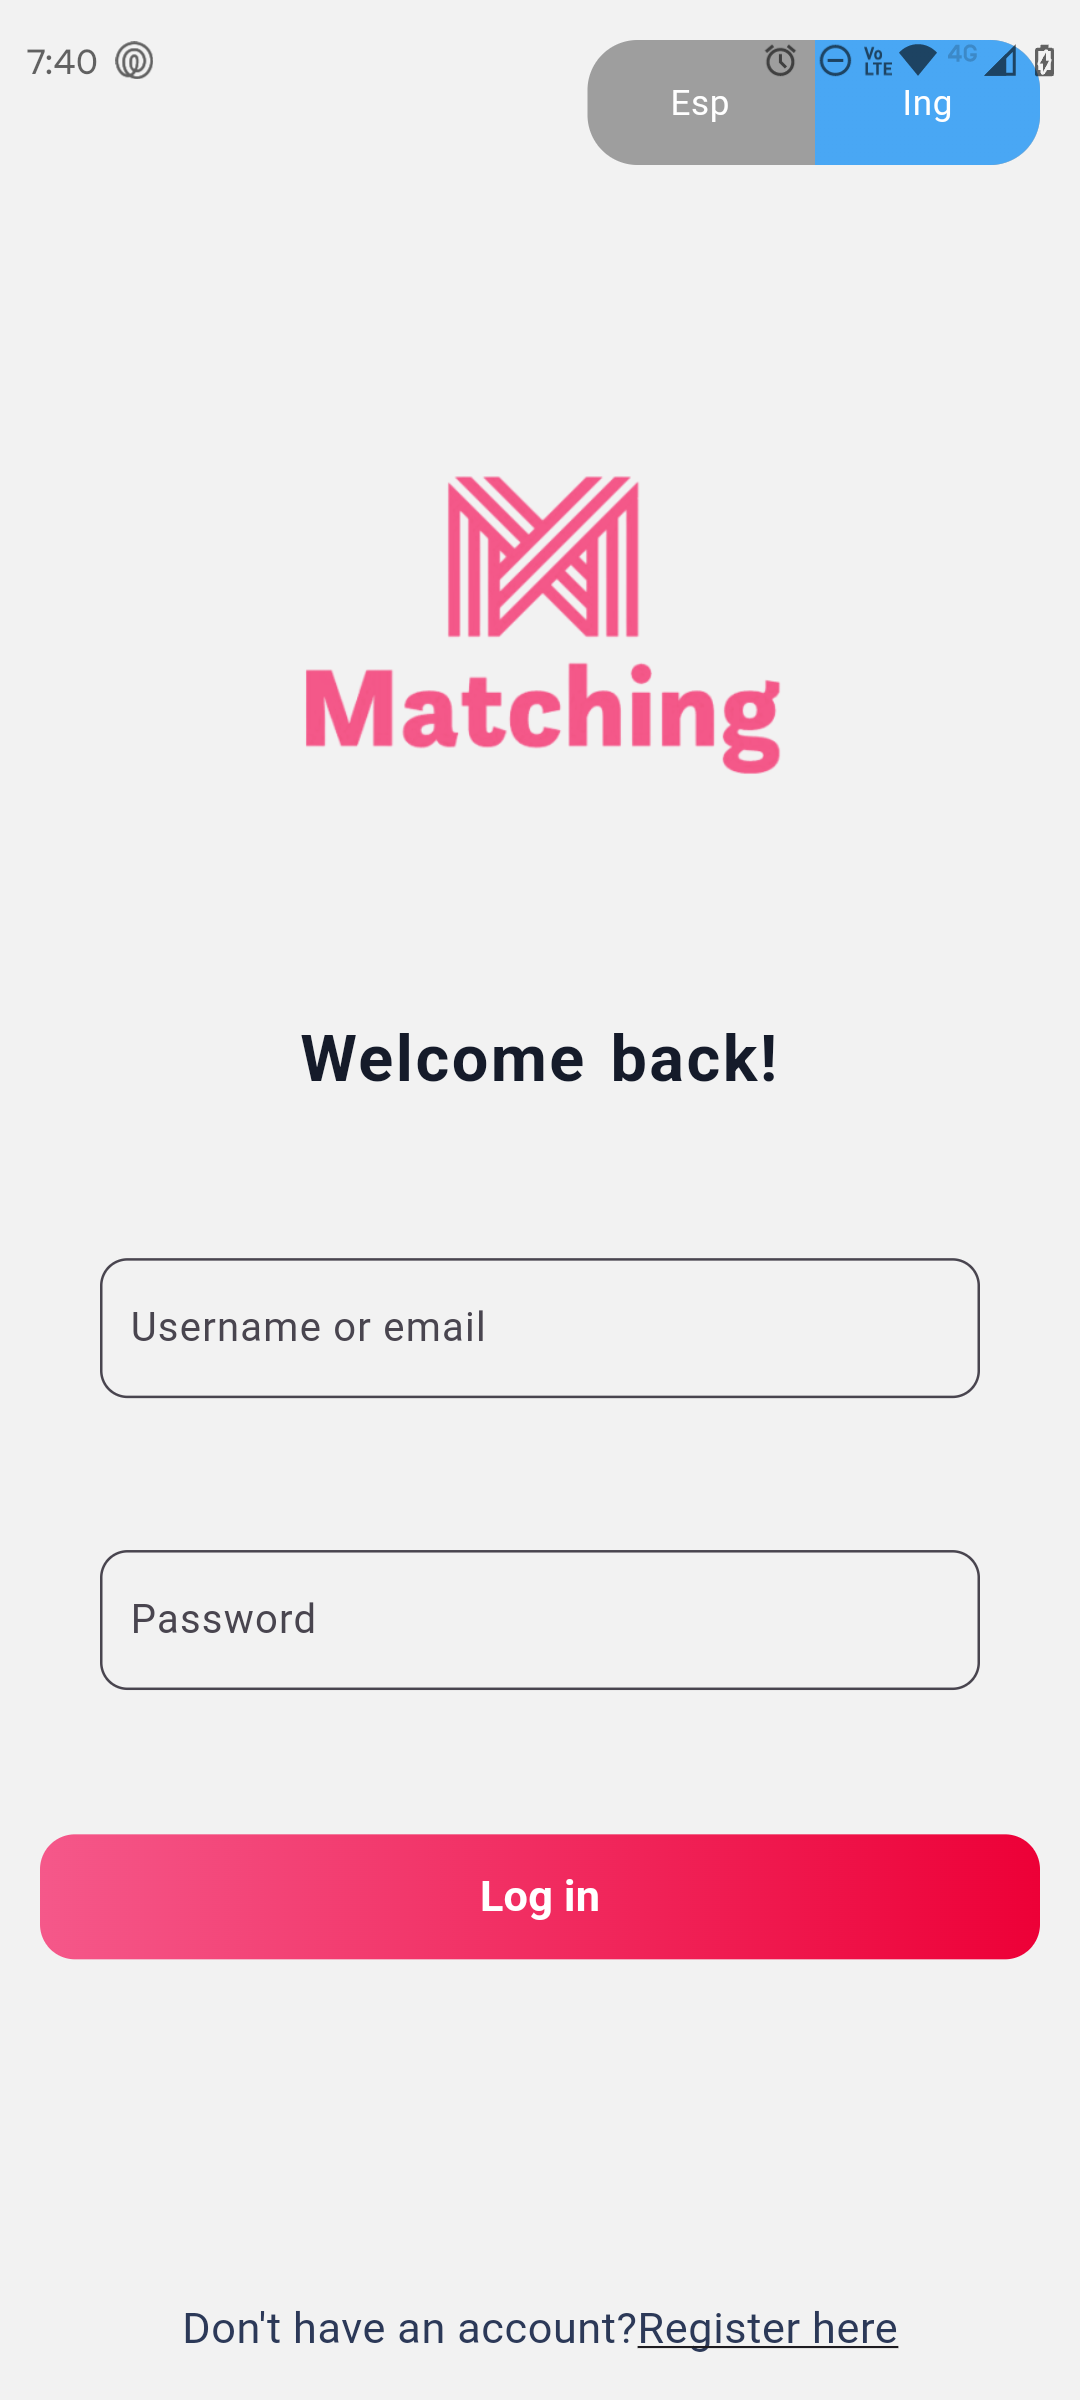 7:40
Vo
LTE
4G
Esp
Ing
Matching
Welcome back!
Username or email
Password
Log in
Don't have an account?Register here